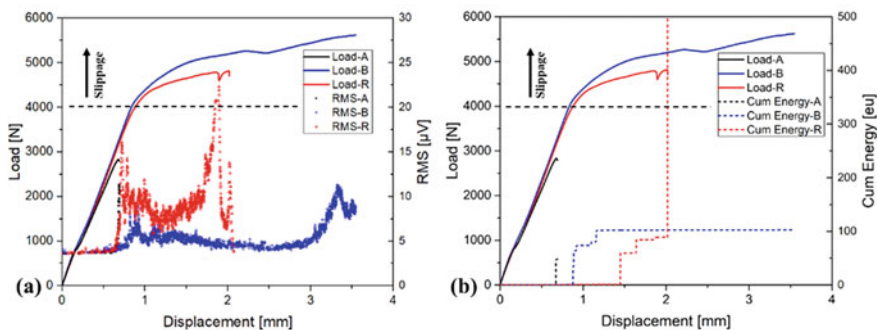 6000
5000
4000
3000
2000
1000
0
Load [N]
Slippage
Load-A
Load-B
Load-R
RMS-A
RMS-B
RMS-R
30
25
20
15
10
5
0
RMS [µV]
0 1 2 3 4
Displacement [mm]
(a)
6000
5000
4000
3000
2000
1000
0
Load [N]
Slippage
Load-A
Load-B
Load-R
Cum Energy-A
Cum Energy-B
Cum Energy-R
500
400
300
200
100
0
Cum Energy [eu]
0 1 2 3 4
Displacement [mm]
(b)